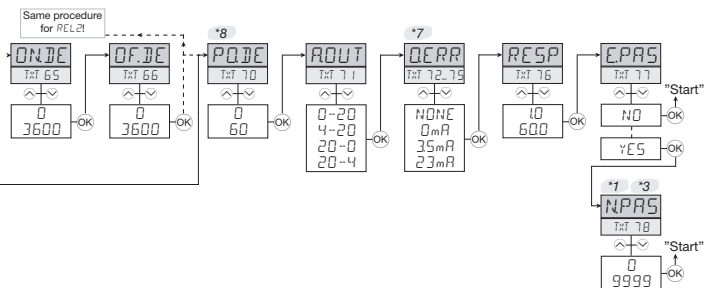 Same procedure
for REL2!
*8
*7
ON.DE
OF.DE
PO.DE
A.OUT
O.ERR
RESP
E.PAS
TXT 65
TXT 66
TXT 70
TXT 71
TXT 72..75
TXT 76
TXT 77
"Start"
0
3600
OK
0
3600
OK
0
60
OK
0-20
4-20
20-0
20-4
OK
NONE
0mA
3.5mA
23mA
OK
1.0
60.0
OK
NO
OK
YES
OK
*1 *3
N.PAS
TXT 78
"Start"
0
9999
OK